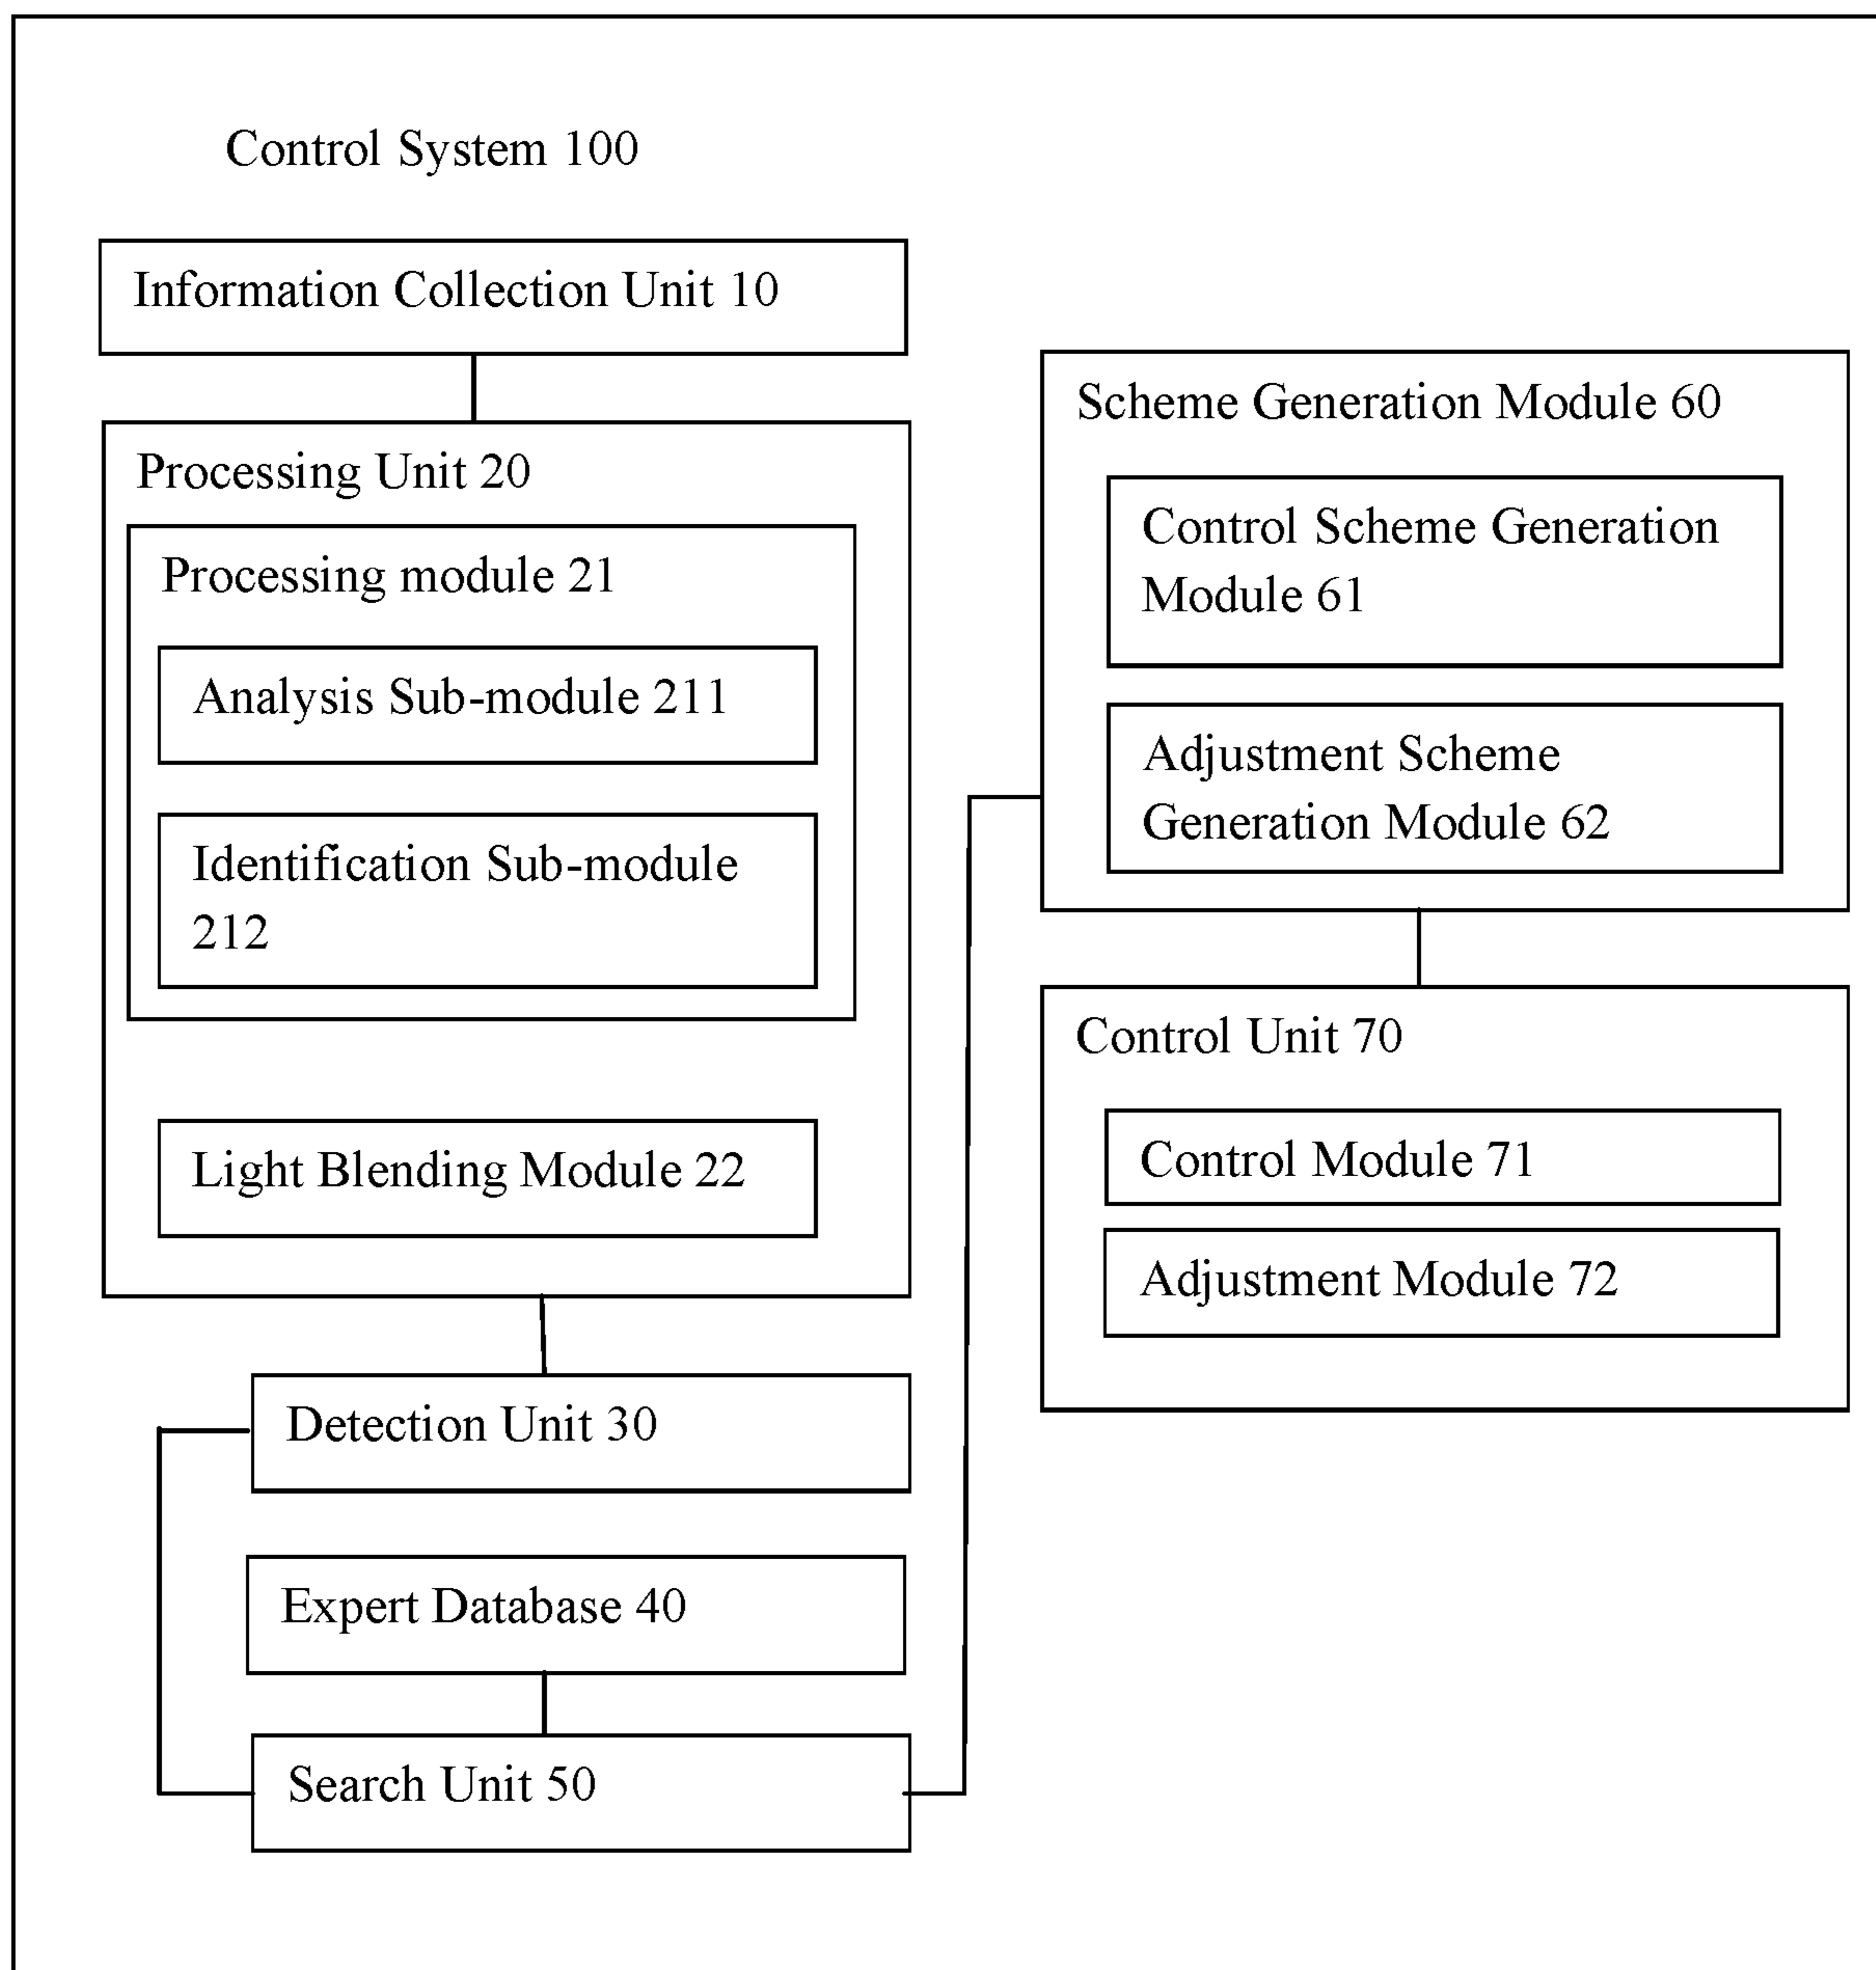 Control System 100
Information Collection Unit 10
Processing Unit 20
Processing module 21
Analysis Sub-module 211
Identification Sub-module
212
Light Blending Module 22
Detection Unit 30
Expert Database 40
Search Unit 50
Scheme Generation Module 60
Control Scheme Generation
Module 61
Adjustment Scheme
Generation Module 62
Control Unit 70
Control Module 71
Adjustment Module 72